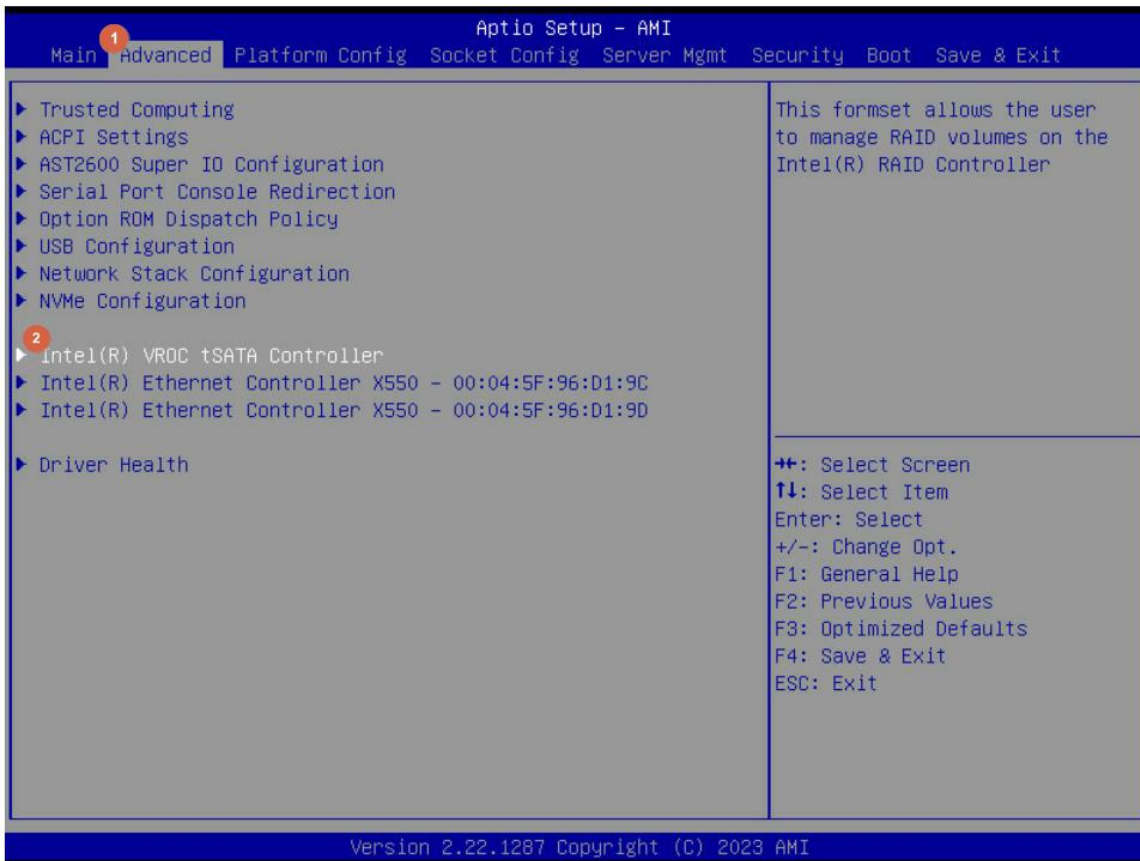 Aptio Setup - AMI
1
Main Advanced Platform Config Socket Config Server Mgmt Security Boot Save & Exit
Trusted Computing
ACPI Settings
AST2600 Super IO Configuration
Serial Port Console Redirection
Option ROM Dispatch Policy
USB Configuration
Network Stack Configuration
NVMe Configuration
2
Intel(R) VROC tSATA Controller
Intel(R) Ethernet Controller X550 - 00:04:5F:96:D1:9C
Intel(R) Ethernet Controller X550 - 00:04:5F:96:D1:9D
Driver Health
This formset allows the user
to manage RAID volumes on the
Intel(R) RAID Controller
→←: Select Screen
↑↓: Select Item
Enter: Select
+/-: Change Opt.
F1: General Help
F2: Previous Values
F3: Optimized Defaults
F4: Save & Exit
ESC: Exit
Version 2.22.1287 Copyright (C) 2023 AMI